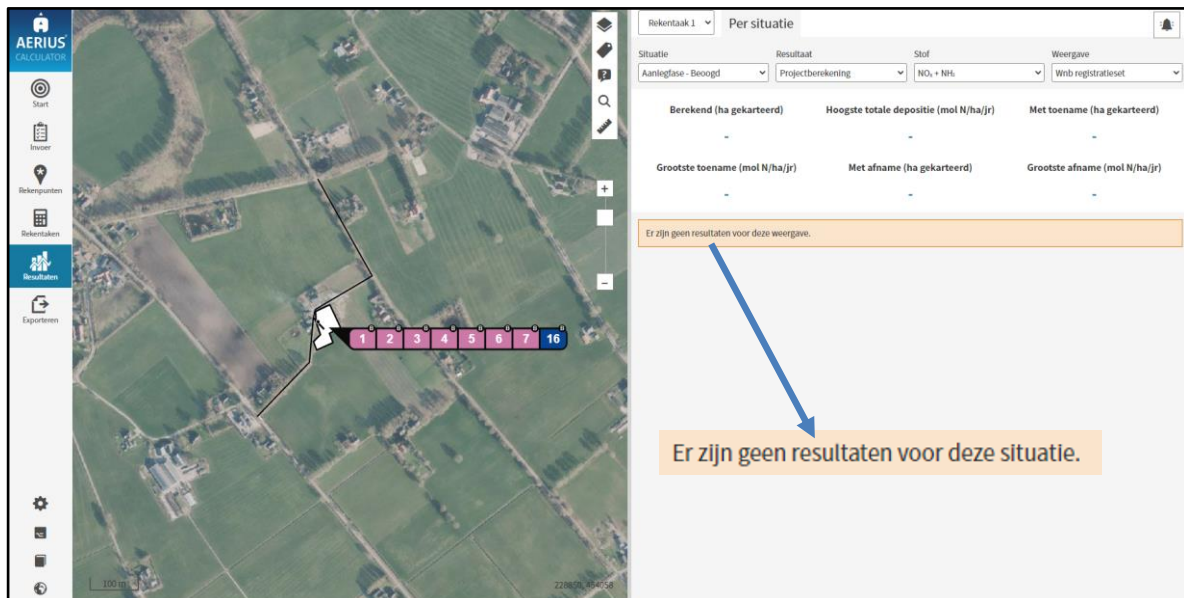 AERIUS
CALCULATOR
Start
Invoer
Rekenpunten
Rekentaken
Resultaten
Exporteren
100 m
1 2 3 4 5 6 7 16
Rekentaak 1 Per situatie
Situatie Resultaat Stof Weergave
Aanlegfase - Beoogd Projectberekening NOₓ + NH₃ Wnb registratieset
Berekend (ha gekarteerd) Hoogste totale depositie (mol N/ha/jr) Met toename (ha gekarteerd)
- - -
Grootste toename (mol N/ha/jr) Met afname (ha gekarteerd) Grootste afname (mol N/ha/jr)
- - -
Er zijn geen resultaten voor deze weergave.
Er zijn geen resultaten voor deze situatie.